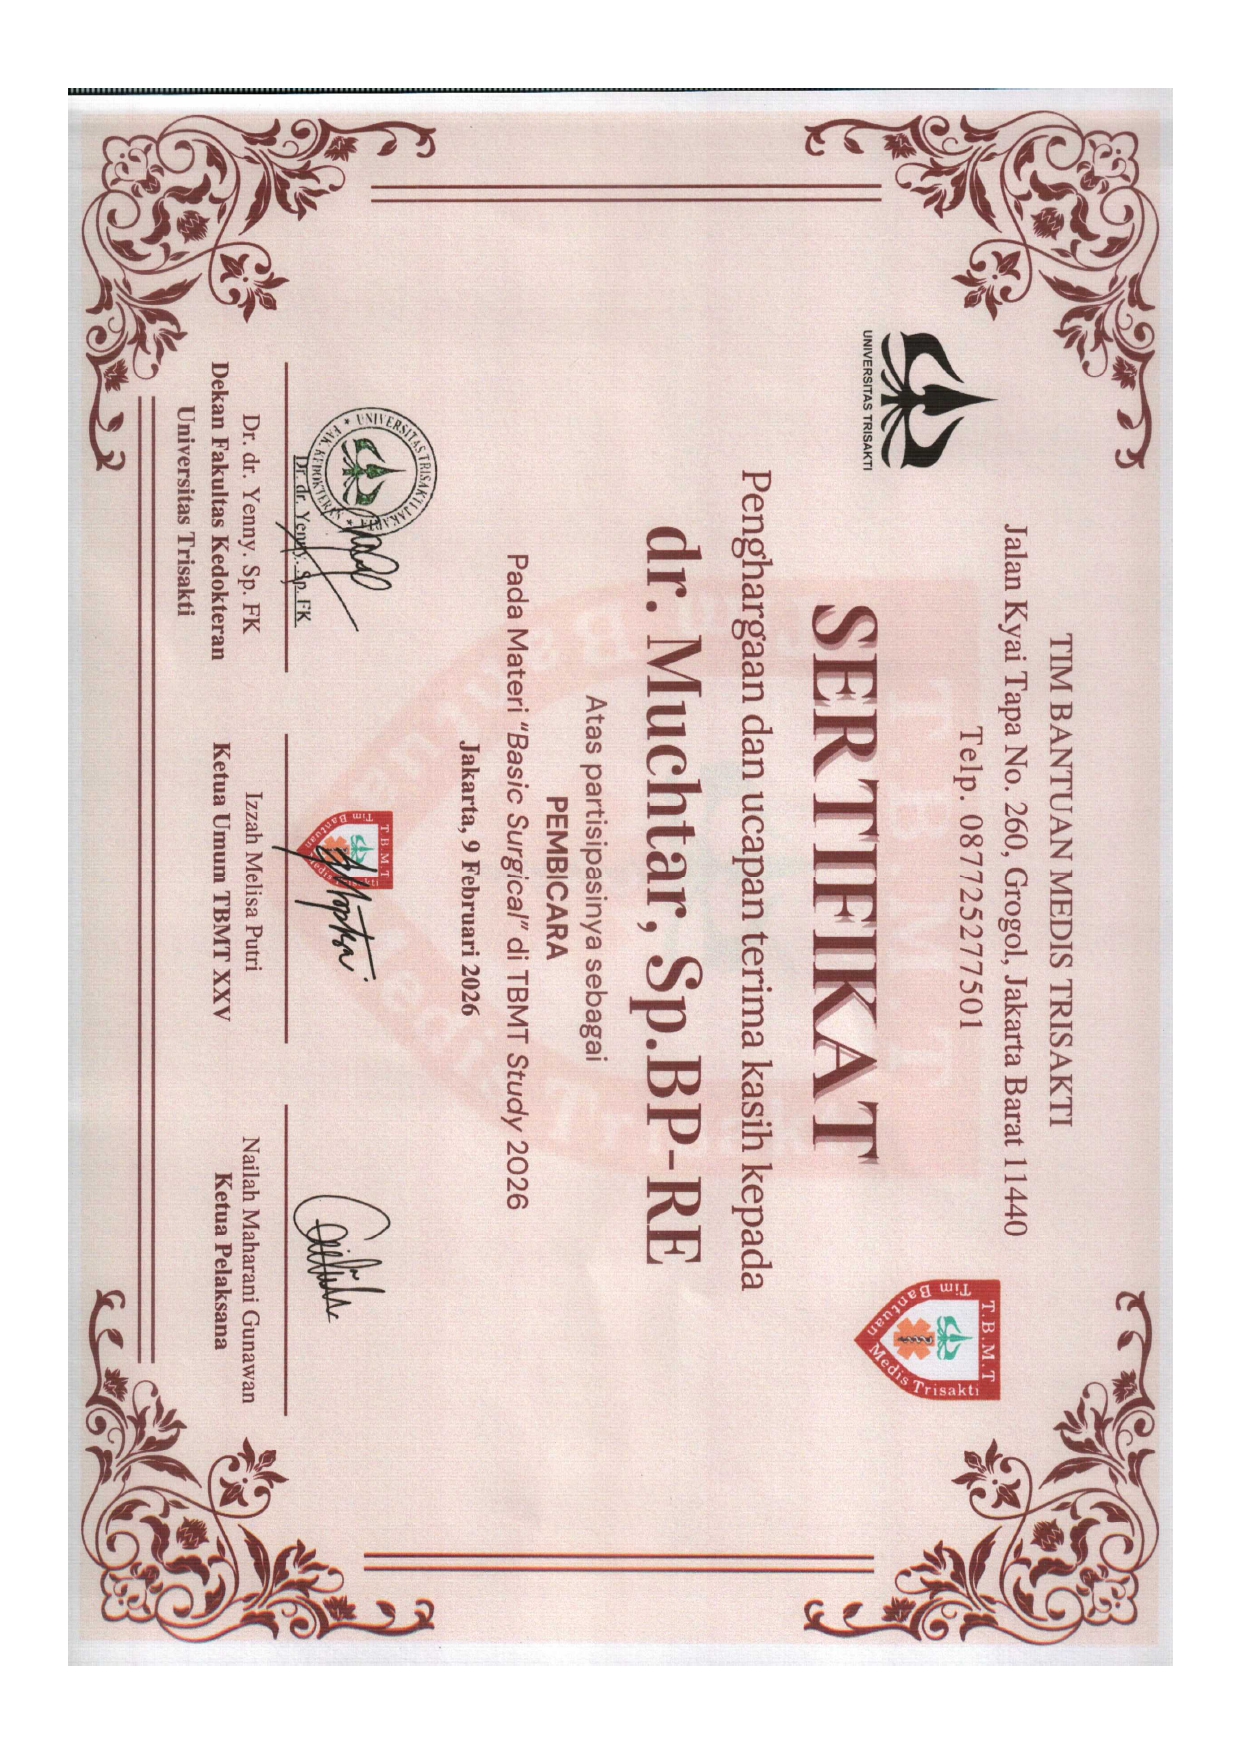 TIM BANTUAN MEDIS TRISAKTI
Jalan Kyai Tapa No. 260, Grogol, Jakarta Barat 11440
Telp. 087725277501
UNIVERSITAS TRISAKTI
T.B.M.T
Tim Bantuan
Medis Trisakti
SERTIFIKAT
Penghargaan dan ucapan terima kasih kepada
dr. Muchtar, Sp.BP-RE
Atas partisipasinya sebagai
PEMBICARA
Pada Materi “Basic Surgical” di TBMT Study 2026
Jakarta, 9 Februari 2026
UNIVERSITAS TRISAKTI JAKARTA
* FAK. KEDOKTERAN *
Dr. dr. Yenny. Sp. FK
T.B.M.T
Tim Bantuan
Dr. dr. Yenny. Sp. FK
Dekan Fakultas Kedokteran
Universitas Trisakti
Izzah Melisa Putri
Ketua Umum TBMT XXV
Nailah Maharani Gunawan
Ketua Pelaksana